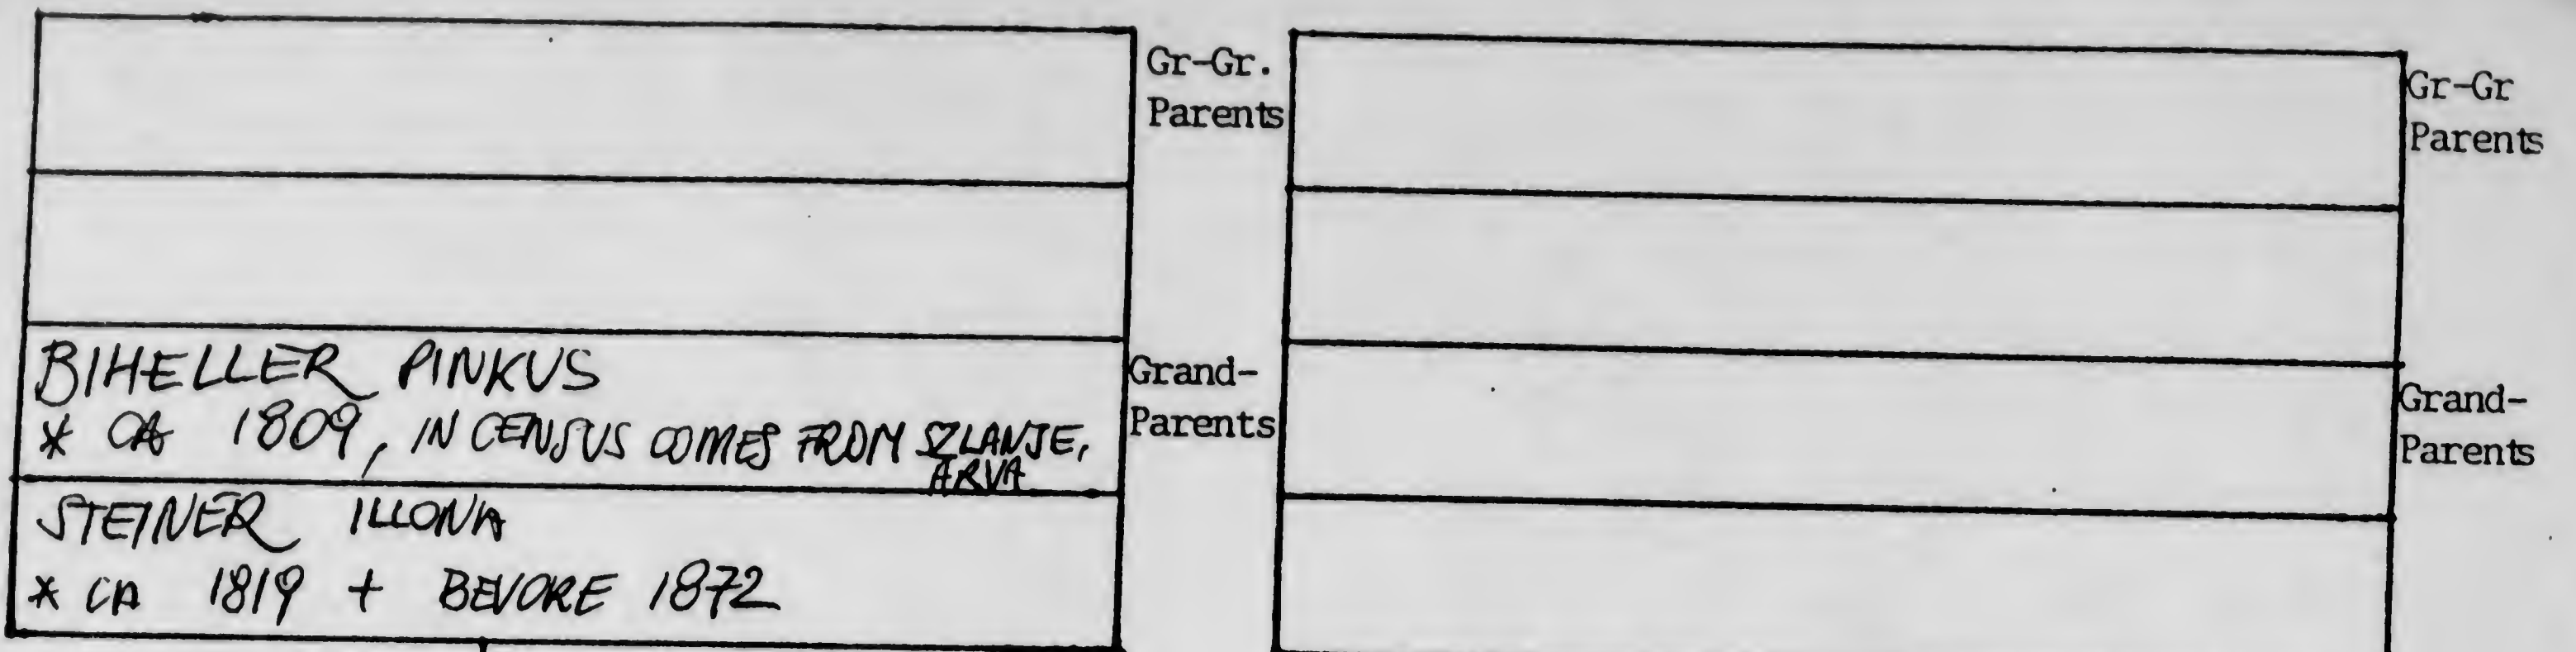 Gr-Gr.
Parents
Gr-Gr
Parents
BIHELLER PINKUS
* CA 1809, IN CENSUS COMES FROM SZLANJE,
ARVA
Grand-
Parents
Grand-
Parents
STEINER ILLONA
* CA 1819 + BEVORE 1872